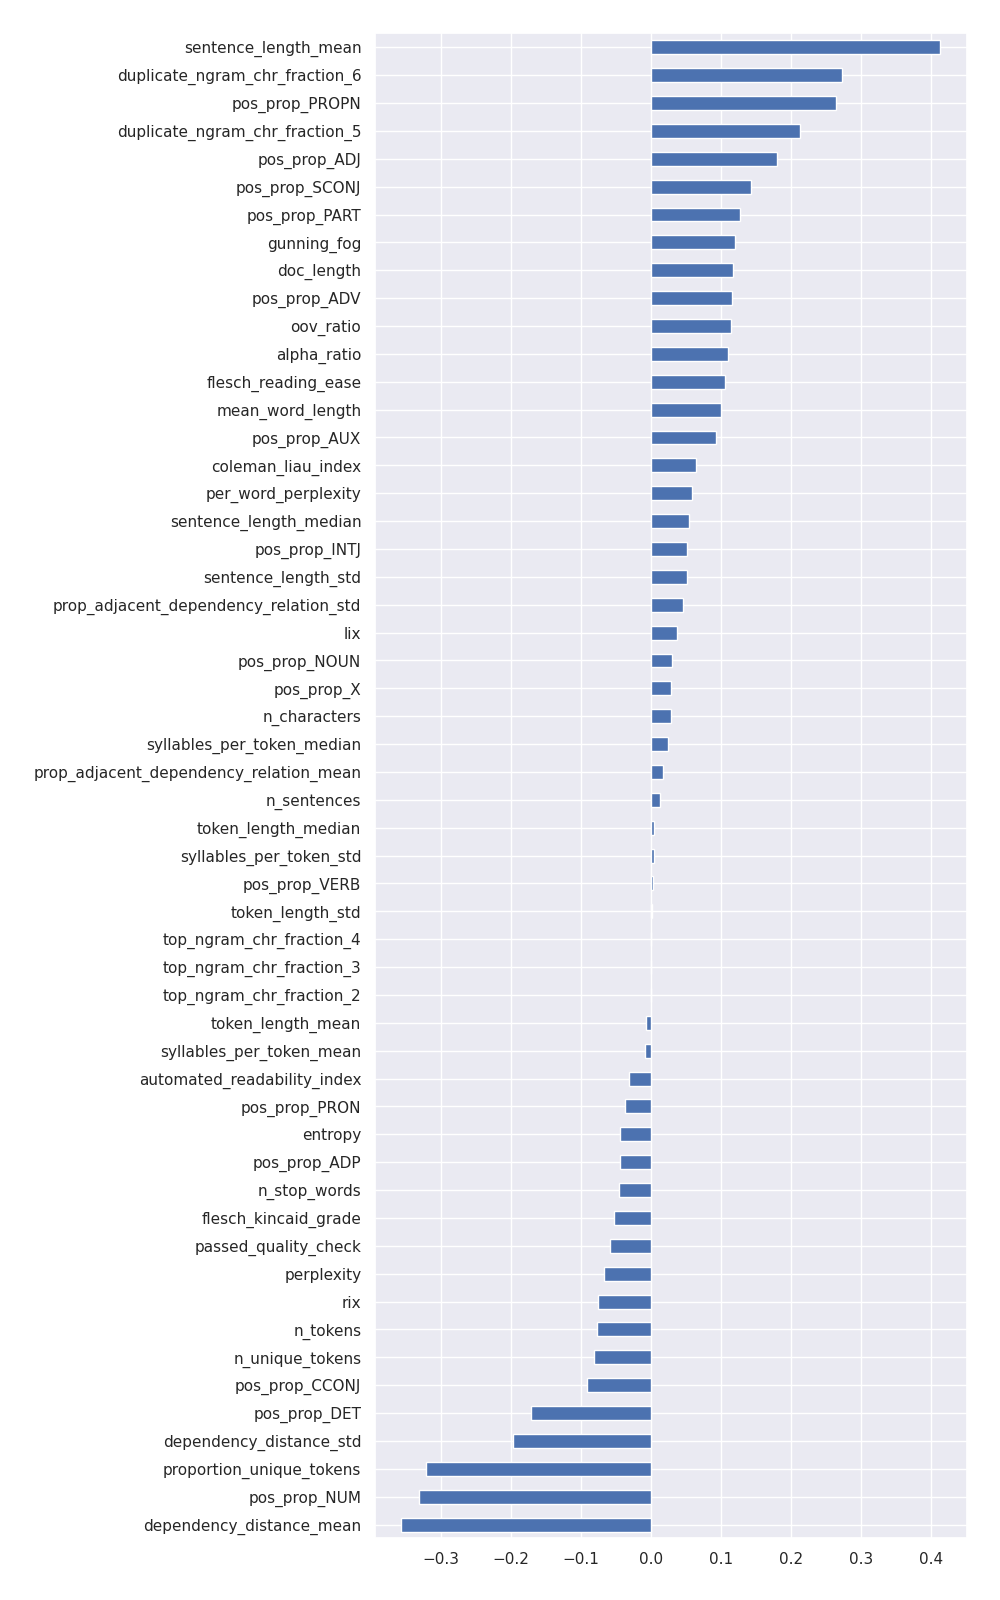 sentence_length_mean
duplicate_ngram_chr_fraction_6
pos_prop_PROPN
duplicate_ngram_chr_fraction_5
pos_prop_ADJ
pos_prop_SCONJ
pos_prop_PART
gunning_fog
doc_length
pos_prop_ADV
oov_ratio
alpha_ratio
flesch_reading_ease
mean_word_length
pos_prop_AUX
coleman_liau_index
per_word_perplexity
sentence_length_median
pos_prop_INTJ
sentence_length_std
prop_adjacent_dependency_relation_std
lix
pos_prop_NOUN
pos_prop_X
n_characters
syllables_per_token_median
prop_adjacent_dependency_relation_mean
n_sentences
token_length_median
syllables_per_token_std
pos_prop_VERB
token_length_std
top_ngram_chr_fraction_4
top_ngram_chr_fraction_3
top_ngram_chr_fraction_2
token_length_mean
syllables_per_token_mean
automated_readability_index
pos_prop_PRON
entropy
pos_prop_ADP
n_stop_words
flesch_kincaid_grade
passed_quality_check
perplexity
rix
n_tokens
n_unique_tokens
pos_prop_CCONJ
pos_prop_DET
dependency_distance_std
proportion_unique_tokens
pos_prop_NUM
dependency_distance_mean
−0.3 −0.2 −0.1 0.0 0.1 0.2 0.3 0.4